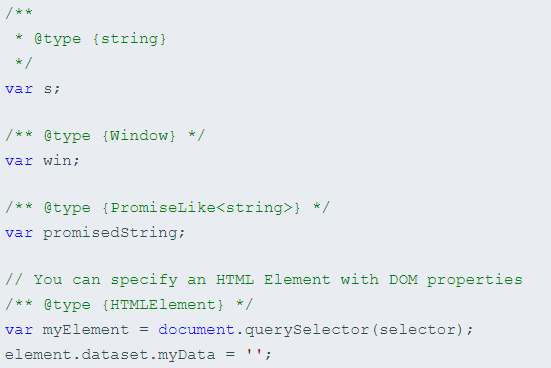 /**
 * @type {string}
 */
var s;
/** @type {Window} */
var win;
/** @type {PromiseLike<string>} */
var promisedString;
// You can specify an HTML Element with DOM properties
/** @type {HTMLElement} */
var myElement = document.querySelector(selector);
element.dataset.myData = '';